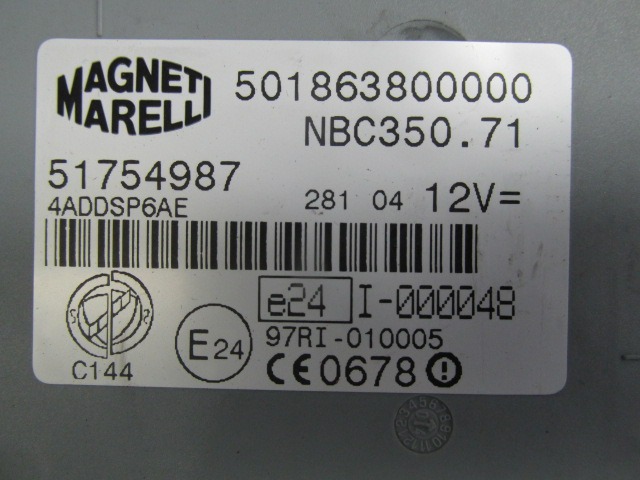 MAGNETI
MARELLI
501863800000
NBC350.71
51754987
4ADDSP6AE
281 04 12V=
e24 I-000048
E24
97RI-010005
C144
CE0678